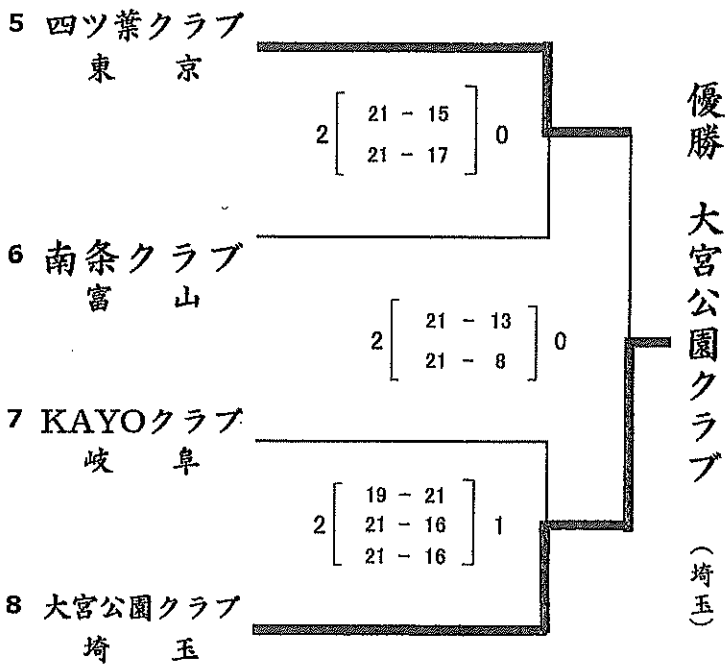 5 四ツ葉クラブ
東 京
2 [ 21 - 15 ] 0
21 - 17
6 南条クラブ
富 山
2 [ 21 - 13 ] 0
21 - 8
7 KAYOクラブ
岐 阜
2 [ 19 - 21 ] 1
21 - 16
21 - 16
8 大宮公園クラブ
埼 玉
優勝 大宮公園クラブ (埼玉)